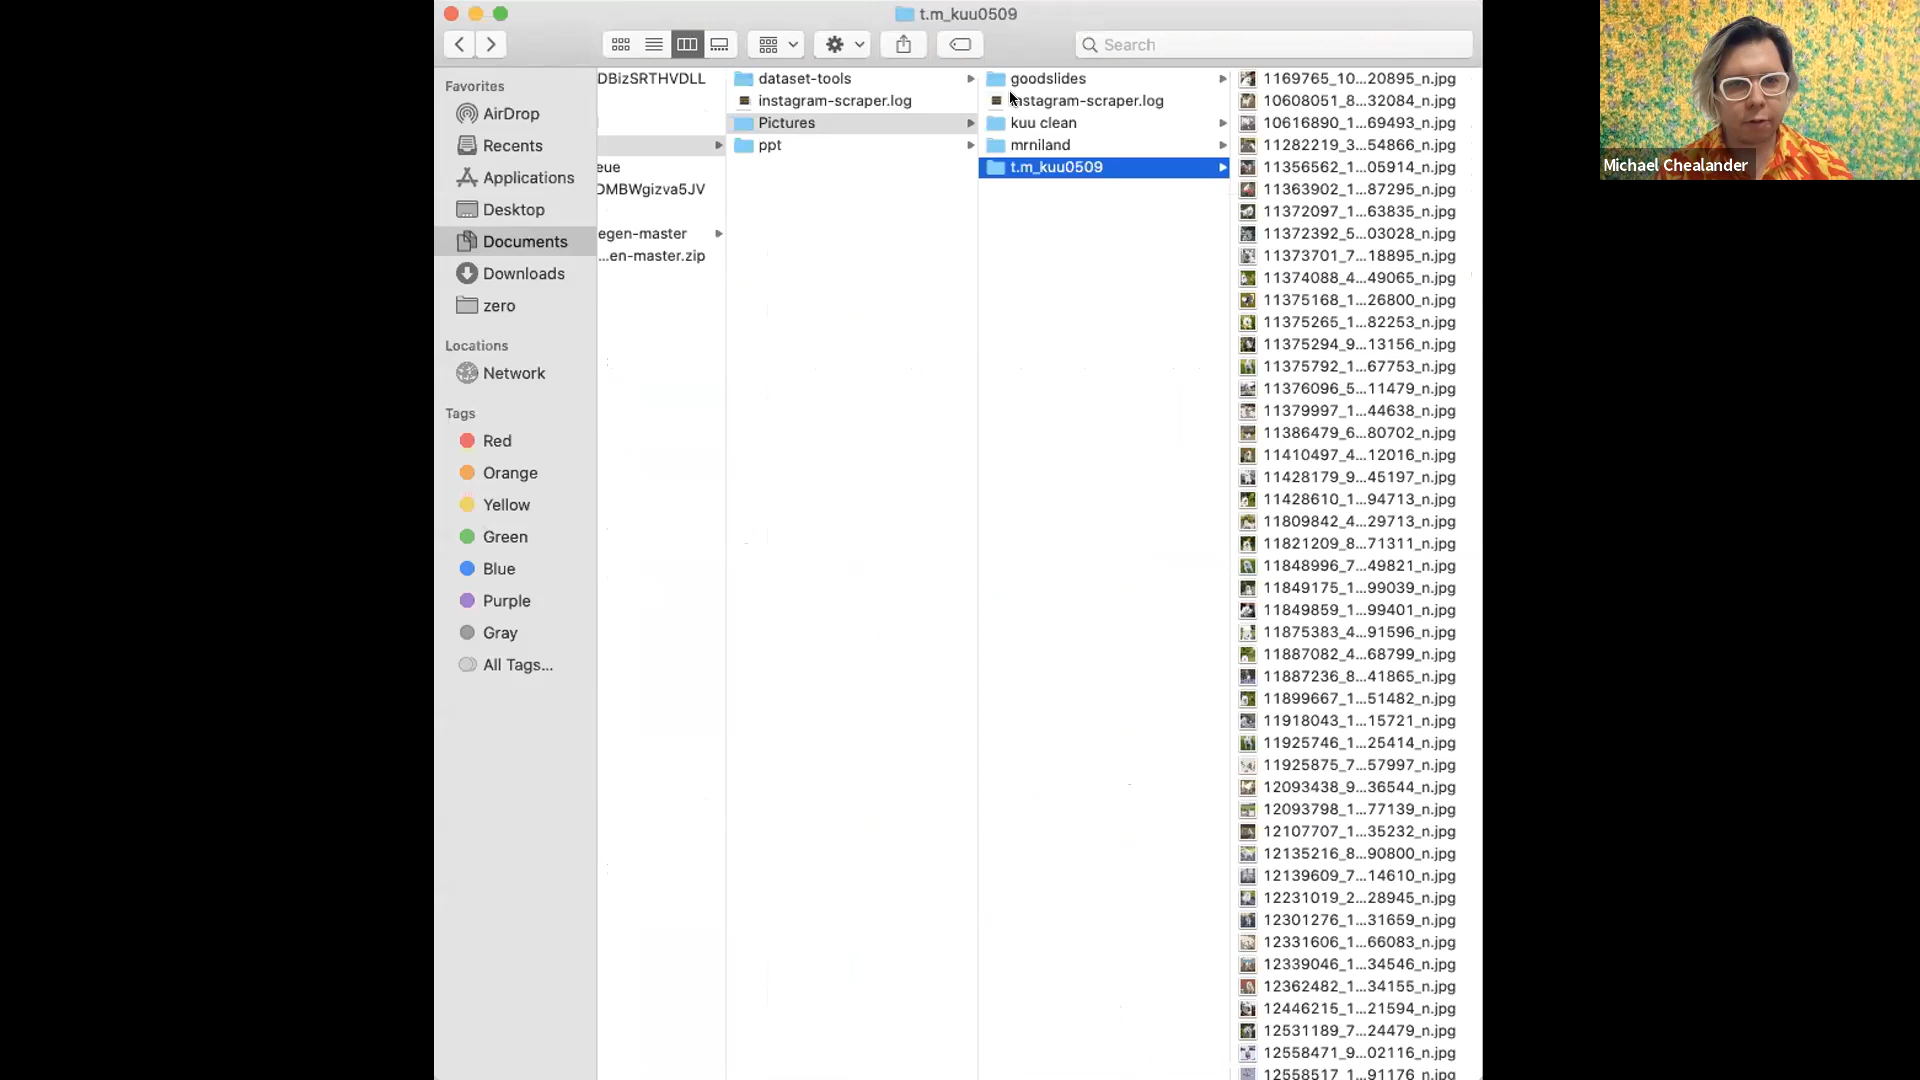 t.m_kuu0509
Search
Favorites
AirDrop
Recents
Applications
Desktop
Documents
Downloads
zero
Locations
Network
Tags
Red
Orange
Yellow
Green
Blue
Purple
Gray
All Tags...
DBizSRTHVDLL
eue
DMBWgizva5JV
egen-master
...en-master.zip
dataset-tools
instagram-scraper.log
Pictures
ppt
goodslides
instagram-scraper.log
kuu clean
mrniland
t.m_kuu0509
1169765_10...20895_n.jpg
10608051_8...32084_n.jpg
10616890_1...69493_n.jpg
11282219_3...54866_n.jpg
11356562_1...05914_n.jpg
11363902_1...87295_n.jpg
11372097_1...63835_n.jpg
11372392_5...03028_n.jpg
11373701_7...18895_n.jpg
11374088_4...49065_n.jpg
11375168_1...26800_n.jpg
11375265_1...82253_n.jpg
11375294_9...13156_n.jpg
11375792_1...67753_n.jpg
11376096_5...11479_n.jpg
11379997_1...44638_n.jpg
11386479_6...80702_n.jpg
11410497_4...12016_n.jpg
11428179_9...45197_n.jpg
11428610_1...94713_n.jpg
11809842_4...29713_n.jpg
11821209_8...71311_n.jpg
11848996_7...49821_n.jpg
11849175_1...99039_n.jpg
11849859_1...99401_n.jpg
11875383_4...91596_n.jpg
11887082_4...68799_n.jpg
11887236_8...41865_n.jpg
11899667_1...51482_n.jpg
11918043_1...15721_n.jpg
11925746_1...25414_n.jpg
11925875_7...57997_n.jpg
12093438_9...36544_n.jpg
12093798_1...77139_n.jpg
12107707_1...35232_n.jpg
12135216_8...90800_n.jpg
12139609_7...14610_n.jpg
12231019_2...28945_n.jpg
12301276_1...31659_n.jpg
12331606_1...66083_n.jpg
12339046_1...34546_n.jpg
12362482_1...34155_n.jpg
12446215_1...21594_n.jpg
12531189_7...24479_n.jpg
12558471_9...02116_n.jpg
12558517_1...91176_n.jpg
Michael Chealander